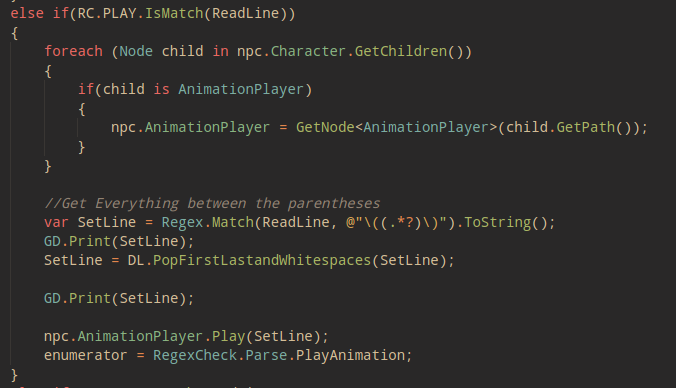 else if(RC.PLAY.IsMatch(ReadLine))
{
foreach (Node child in npc.Character.GetChildren())
{
if(child is AnimationPlayer)
{
npc.AnimationPlayer = GetNode<AnimationPlayer>(child.GetPath());
}
}
//Get Everything between the parentheses
var SetLine = Regex.Match(ReadLine, @"\((.*?)\)").ToString();
GD.Print(SetLine);
SetLine = DL.PopFirstLastandWhitespaces(SetLine);
GD.Print(SetLine);
npc.AnimationPlayer.Play(SetLine);
enumerator = RegexCheck.Parse.PlayAnimation;
}